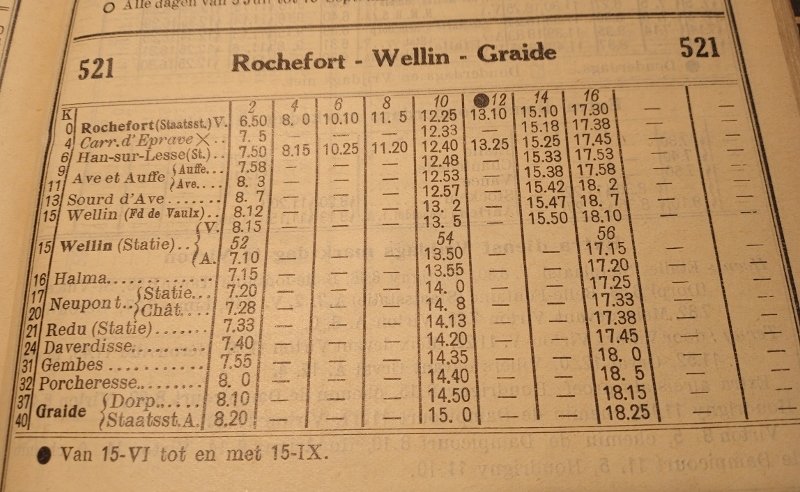 Alle dagen van
521 Rochefort - Wellin - Graide 521
K 2 4 6 8 10 ●12 14 16
0 Rochefort (Staatsst.) V. 6.50 8. 0 10.10 11. 5 12.25 13.10 15.10 17.30 — —
4 Carr. d'Eprave ✕.. 7. 5 — — — 12.33 — 15.18 17.38 — —
6 Han-sur-Lesse (St.).. 7.50 8.15 10.25 11.20 12.40 13.25 15.25 17.45 — —
9 Ave et Auffe { Auffe... 7.58 — — — 12.48 — 15.33 17.53 — —
11 { Ave.... 8. 3 — — — 12.53 — 15.38 17.58 — —
13 Sourd d'Ave....... 8. 7 — — — 12.57 — 15.42 18. 2 — —
15 Wellin (Fd de Vaulx).. 8.12 — — — 13. 2 — 15.47 18. 7 — —
{ V. 8.15 — — — 13. 5 — 15.50 18.10 — —
15 Wellin (Statie).. { 52 54 56
{ A. 7.10 — — — 13.50 — — 17.15 — —
16 Halma............ 7.15 — — — 13.55 — — 17.20 — —
17 Neupont.. { Statie... 7.20 — — — 14. 0 — — 17.25 — —
20 { Chât.... 7.28 — — — 14. 8 — — 17.33 — —
21 Redu (Statie)....... 7.33 — — — 14.13 — — 17.38 — —
24 Daverdisse.......... 7.40 — — — 14.20 — — 17.45 — —
31 Gembes ............ 7.55 — — — 14.35 — — 18. 0 — —
32 Porcheresse......... 8. 0 — — — 14.40 — — 18. 5 — —
37 Graide { Dorp..... 8.10 — — — 14.50 — — 18.15 — —
40 { Staatsst. A. 8.20 — — — 15. 0 — — 18.25 — —
● Van 15-VI tot en met 15-IX.